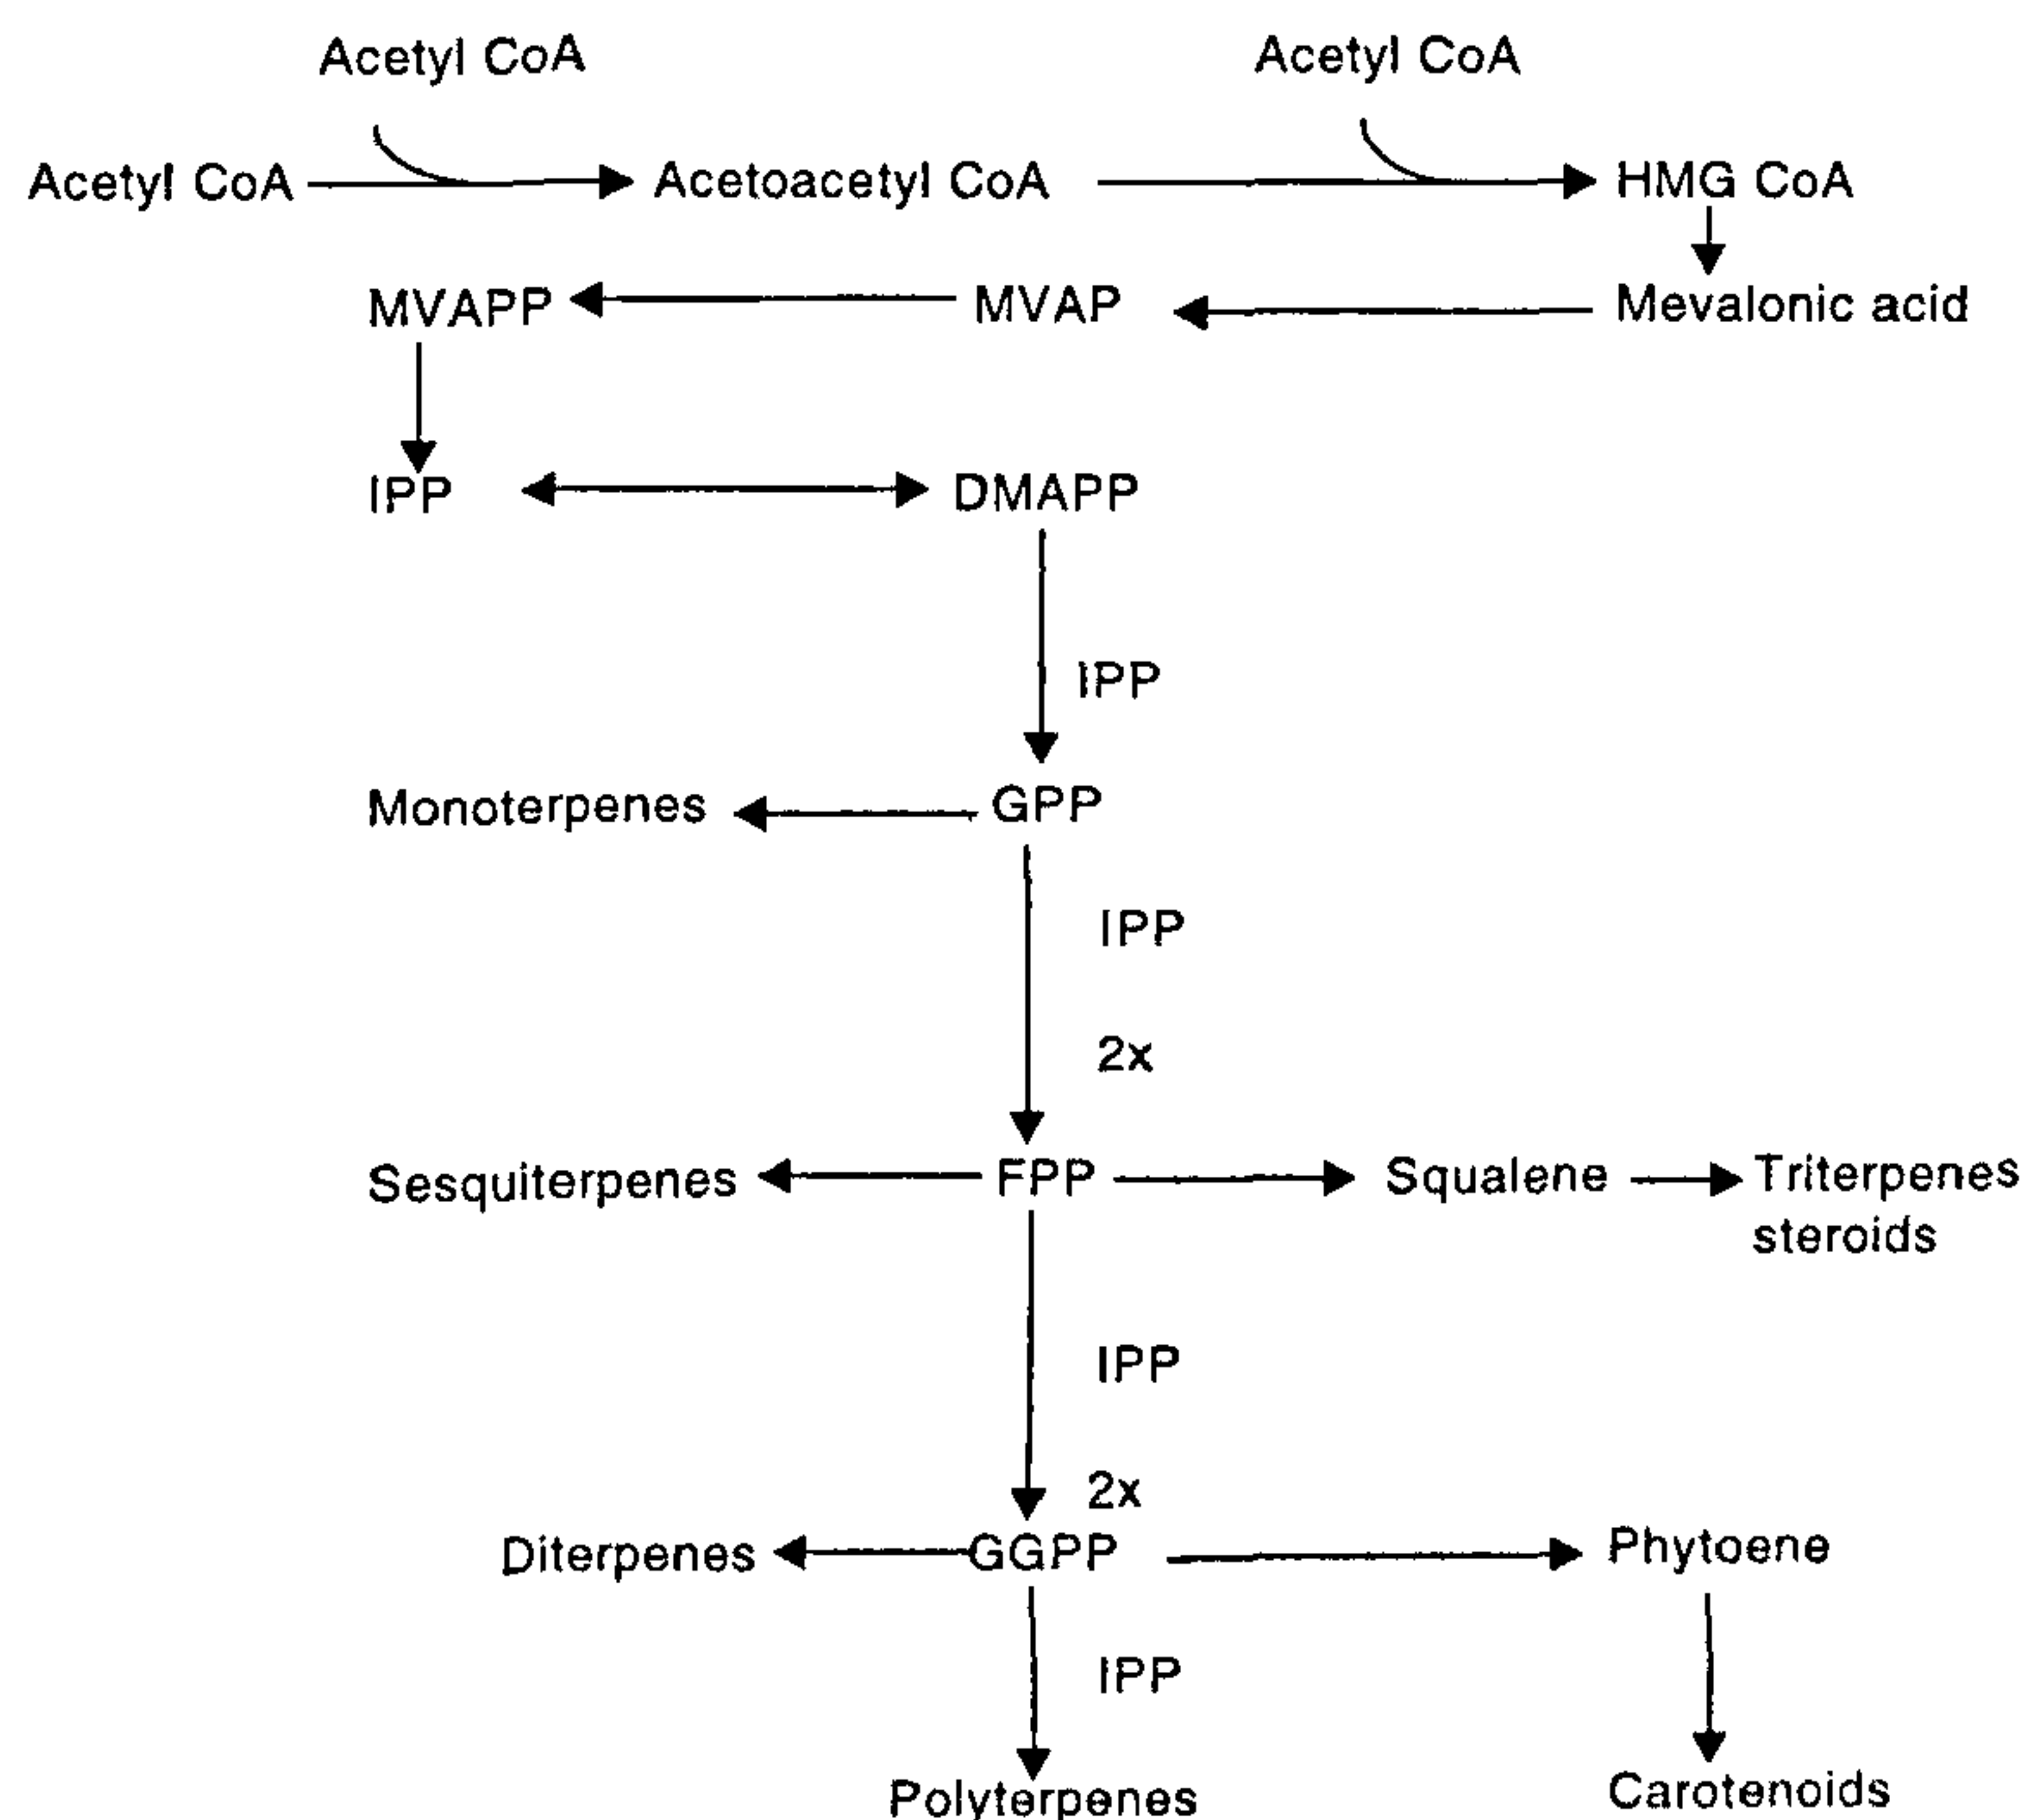 Acetyl CoA
Acetyl CoA
Acetyl CoA
Acetoacetyl CoA
HMG CoA
MVAPP
MVAP
Mevalonic acid
IPP
DMAPP
IPP
Monoterpenes
GPP
IPP
2x
Sesquiterpenes
FPP
Squalene
Triterpenes
steroids
IPP
2x
Diterpenes
GGPP
Phytoene
IPP
Polyterpenes
Carotenoids